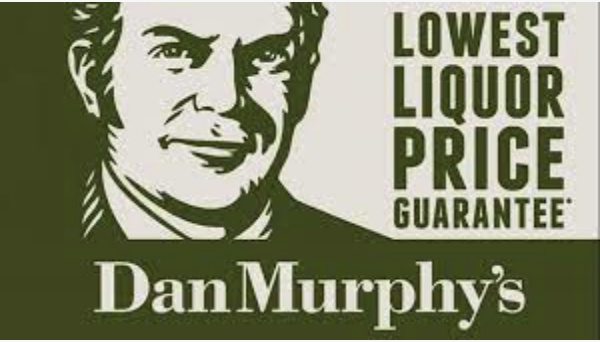 LOWEST
LIQUOR
PRICE
GUARANTEE*
Dan Murphy's